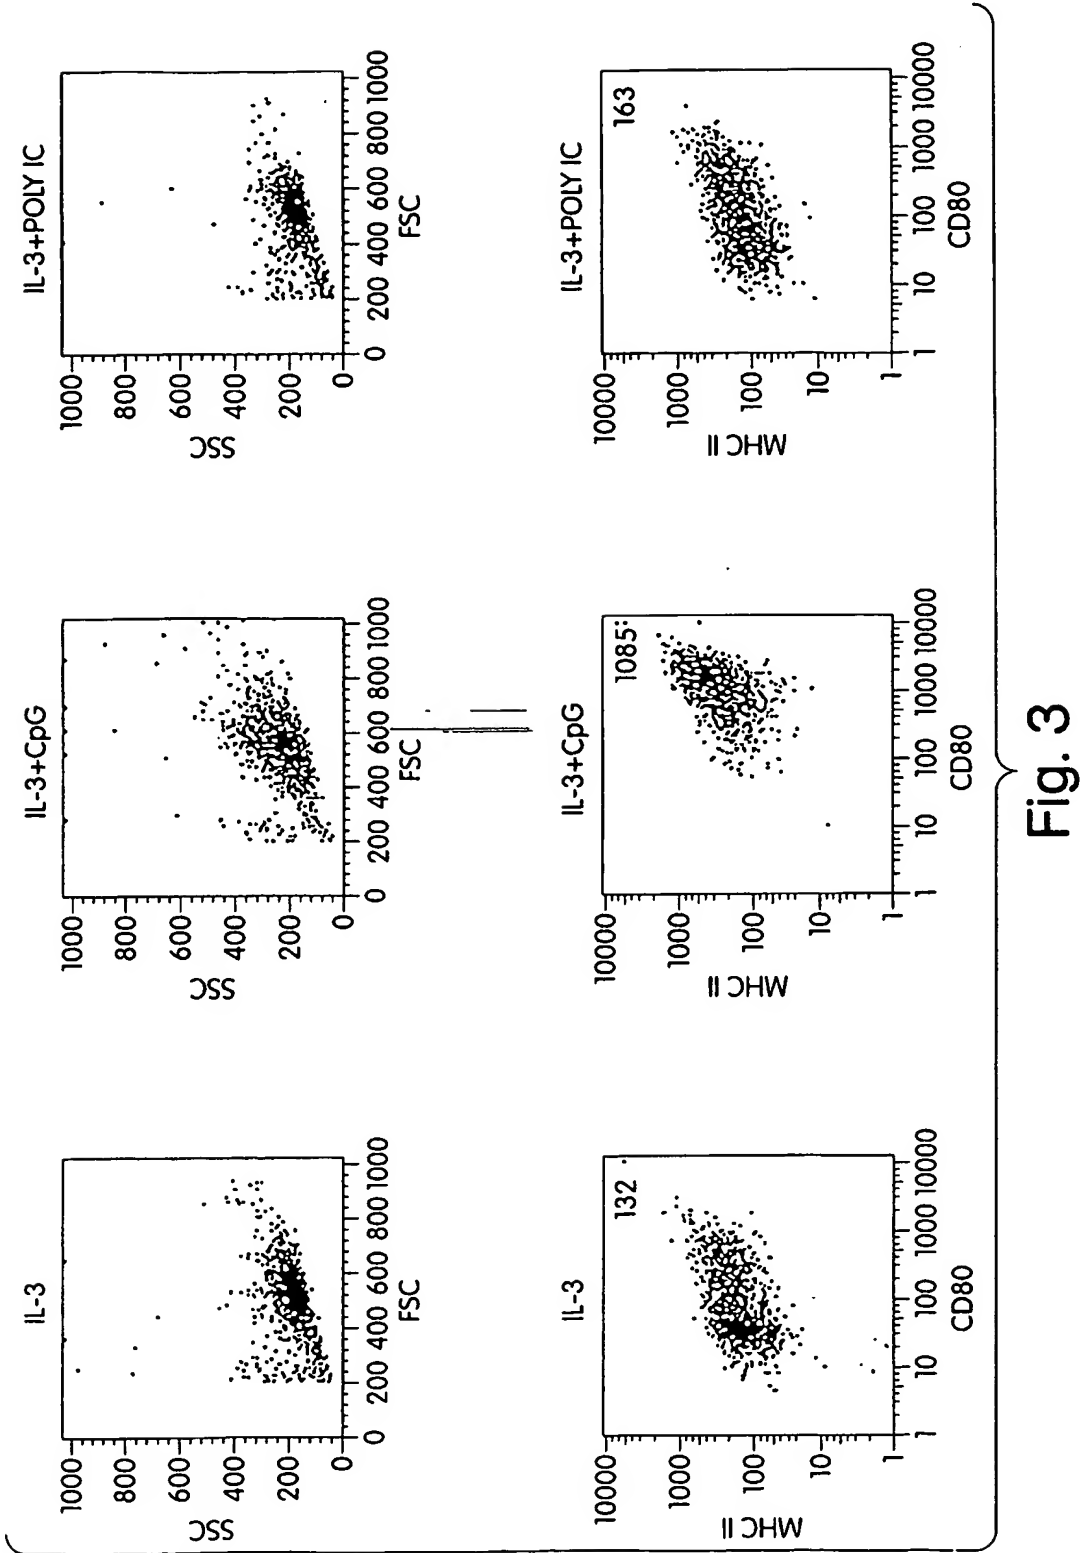 IL-3
1000
800
600
400
200
0
SSC
0 200 400 600 800 1000
FSC
IL-3+CpG
1000
800
600
400
200
0
SSC
0 200 400 600 800 1000
FSC
IL-3+POLY IC
1000
800
600
400
200
0
SSC
0 200 400 600 800 1000
FSC
IL-3
132
10000
1000
100
10
1
MHC II
1 10 100 1000 10000
CD80
IL-3+CpG
1085
10000
1000
100
10
1
MHC II
1 10 100 1000 10000
CD80
IL-3+POLY IC
163
10000
1000
100
10
1
MHC II
1 10 100 1000 10000
CD80
Fig. 3